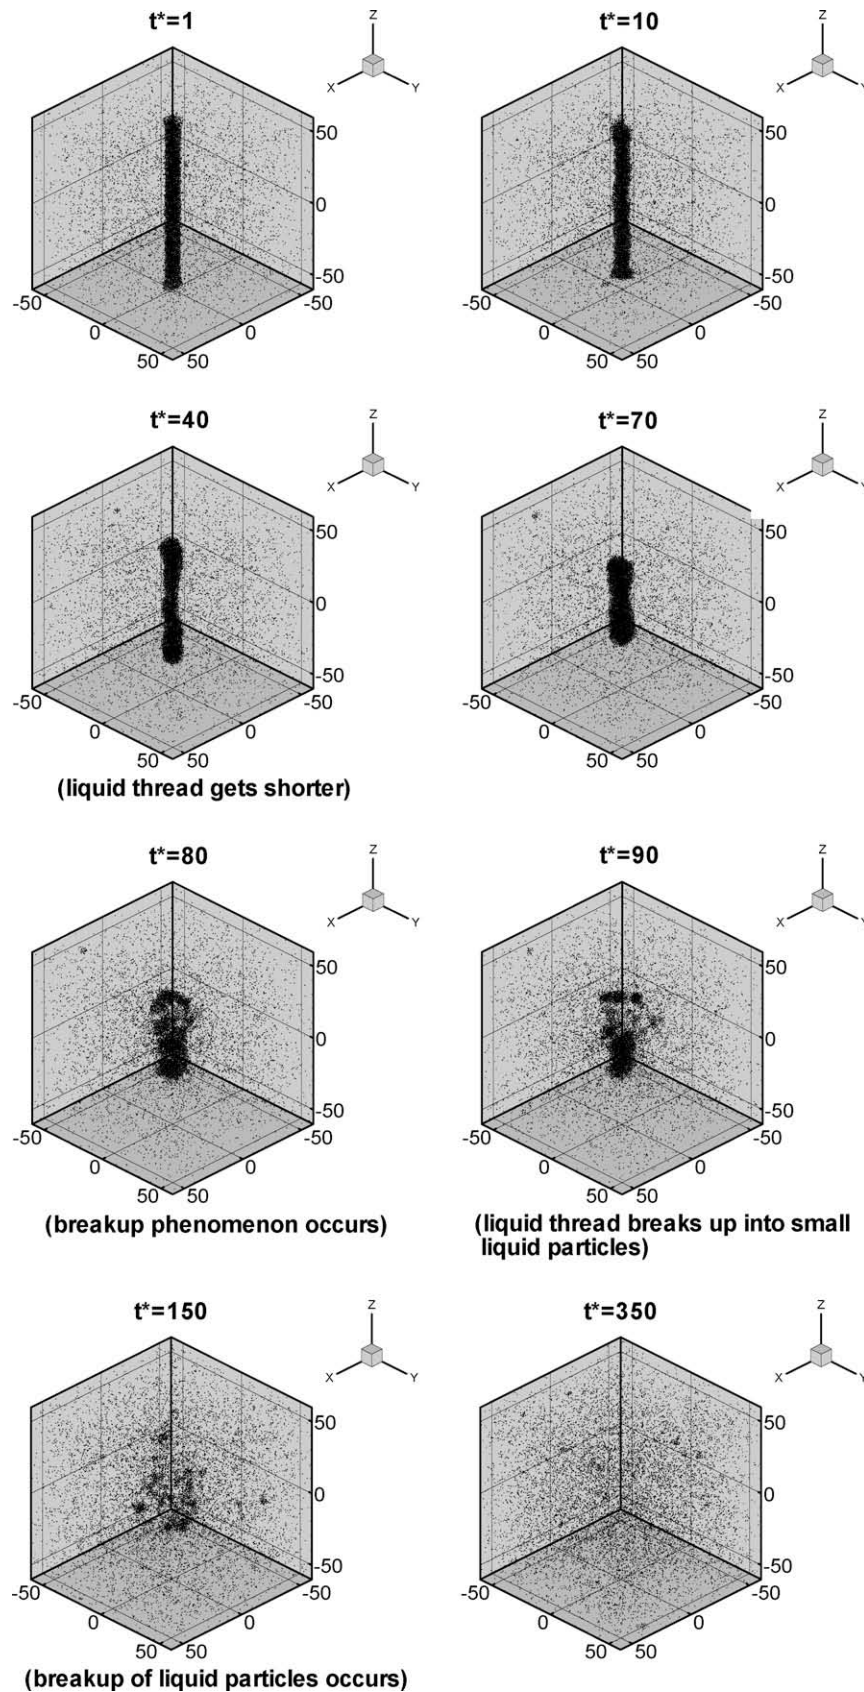 t*=1
Z
X
Y
50
0
-50
-50
0
50
50
0
-50
t*=10
Z
X
Y
50
0
-50
-50
0
50
50
0
-50
t*=40
Z
X
Y
50
0
-50
-50
0
50
50
0
-50
(liquid thread gets shorter)
t*=70
Z
X
Y
50
0
-50
-50
0
50
50
0
-50
t*=80
Z
X
Y
50
0
-50
-50
0
50
50
0
-50
(breakup phenomenon occurs)
t*=90
Z
X
Y
50
0
-50
-50
0
50
50
0
-50
(liquid thread breaks up into small
liquid particles)
t*=150
Z
X
Y
50
0
-50
-50
0
50
50
0
-50
(breakup of liquid particles occurs)
t*=350
Z
X
Y
50
0
-50
-50
0
50
50
0
-50